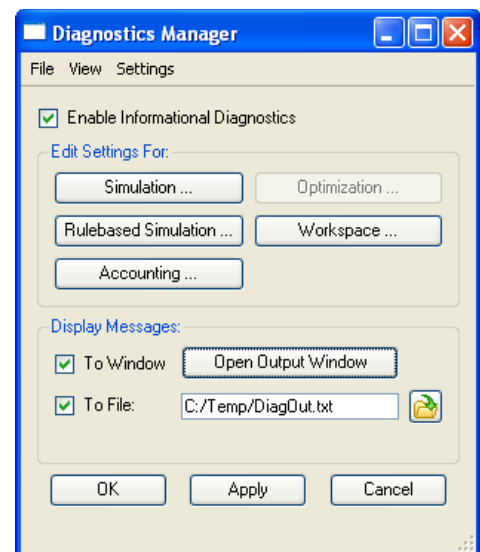 Diagnostics Manager
File View Settings
Enable Informational Diagnostics
Edit Settings For:
Simulation ... Optimization ...
Rulebased Simulation ... Workspace ...
Accounting ...
Display Messages:
To Window Open Output Window
To File: C:/Temp/DiagOut.txt
OK Apply Cancel